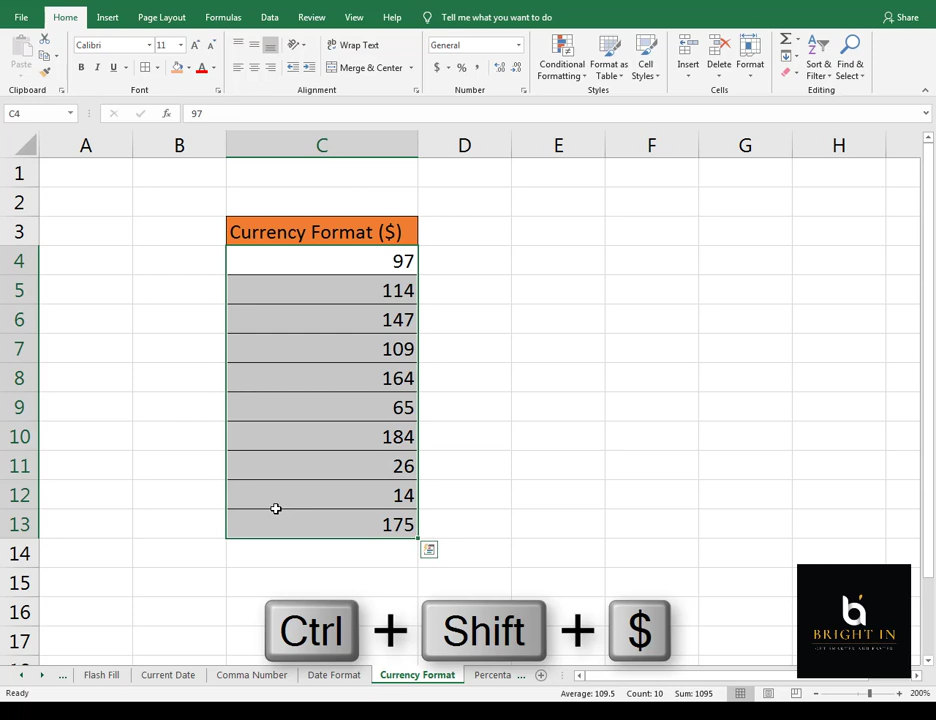 File Home Insert Page Layout Formulas Data Review View Help Tell me what you want to do Share
Calibri 11 A A Wrap Text General
Paste B I U A Merge & Center $ % , Conditional Formatting Format as Table Cell Styles Insert Delete Format Sort & Filter Find & Select
Clipboard Font Alignment Number Styles Cells Editing
C4 fx 97
A B C D E F G H
1
2
3 Currency Format ($)
4 97
5 114
6 147
7 109
8 164
9 65
10 184
11 26
12 14
13 175
14
15
16
17
Ctrl + Shift + $
BRIGHT IN
... Flash Fill Current Date Comma Number Date Format Currency Format Percenta ...
Ready Average: 109.5 Count: 10 Sum: 1095 200%